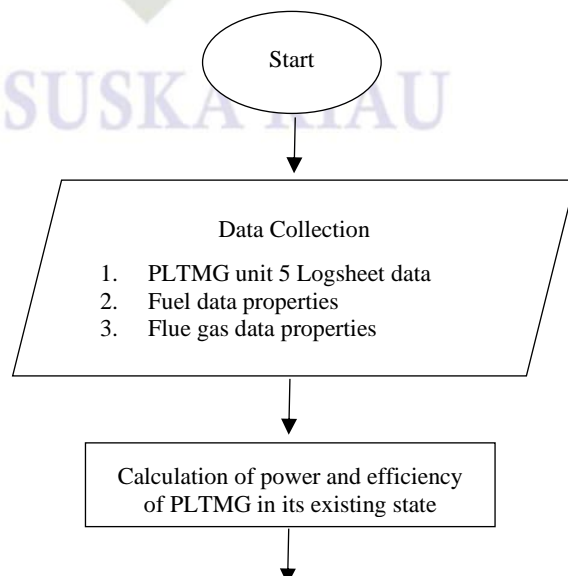 Start
SUSKA RIAU
Data Collection
1. PLTMG unit 5 Logsheet data
2. Fuel data properties
3. Flue gas data properties
Calculation of power and efficiency
of PLTMG in its existing state